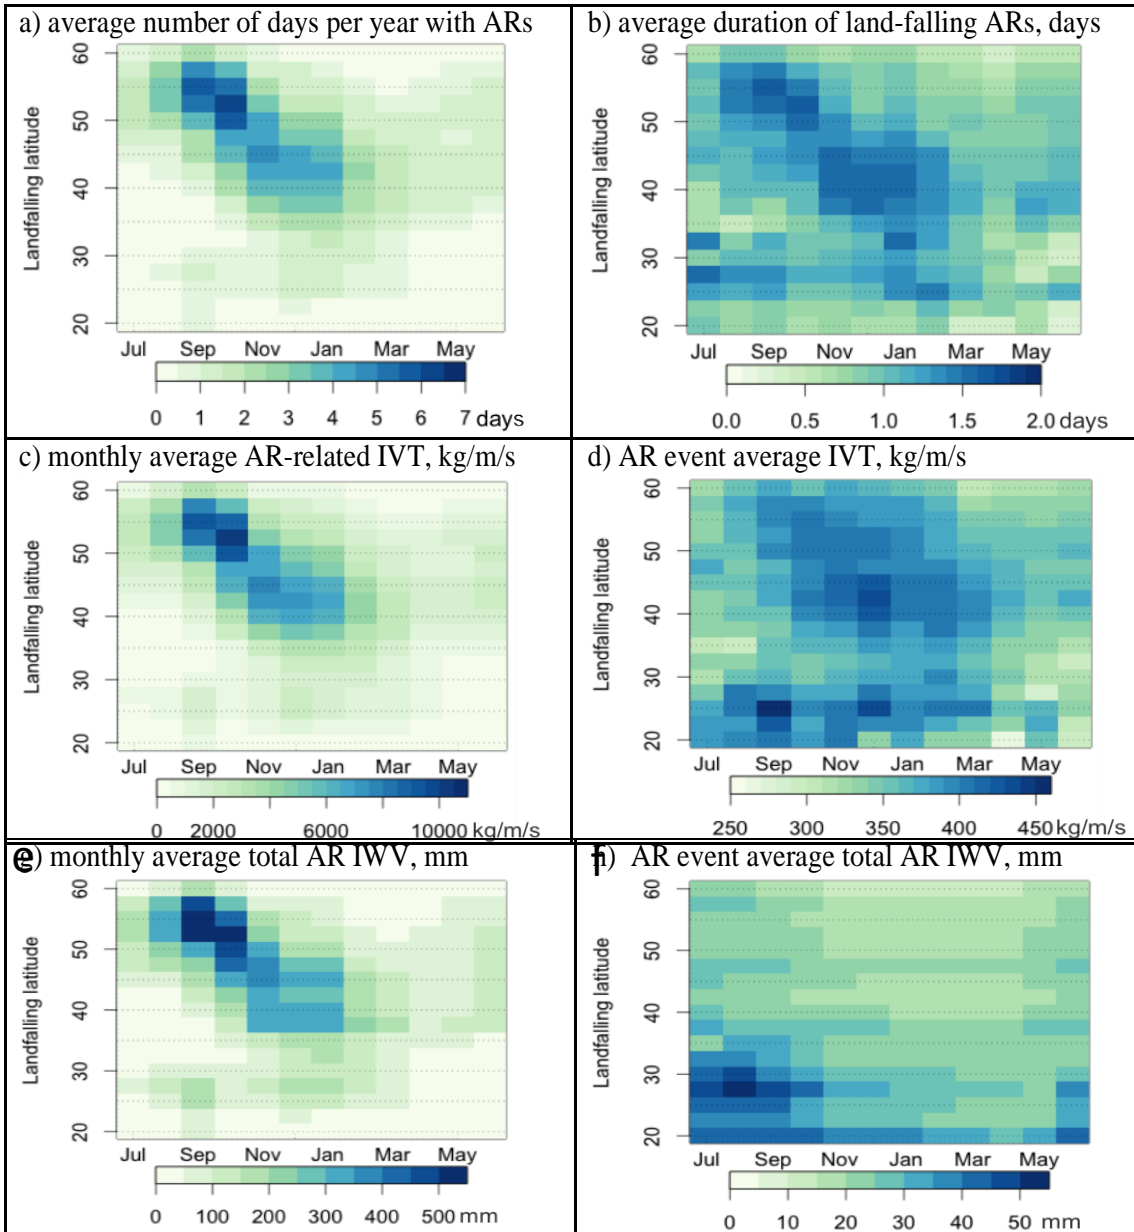 a) average number of days per year with ARs
Landfalling latitude
60
50
40
30
20
Jul Sep Nov Jan Mar May
0 1 2 3 4 5 6 7 days
b) average duration of land-falling ARs, days
Landfalling latitude
60
50
40
30
20
Jul Sep Nov Jan Mar May
0.0 0.5 1.0 1.5 2.0 days
c) monthly average AR-related IVT, kg/m/s
Landfalling latitude
60
50
40
30
20
Jul Sep Nov Jan Mar May
0 2000 6000 10000 kg/m/s
d) AR event average IVT, kg/m/s
Landfalling latitude
60
50
40
30
20
Jul Sep Nov Jan Mar May
250 300 350 400 450 kg/m/s
e) monthly average total AR IWV, mm
Landfalling latitude
60
50
40
30
20
Jul Sep Nov Jan Mar May
0 100 200 300 400 500 mm
f) AR event average total AR IWV, mm
Landfalling latitude
60
50
40
30
20
Jul Sep Nov Jan Mar May
0 10 20 30 40 50 mm